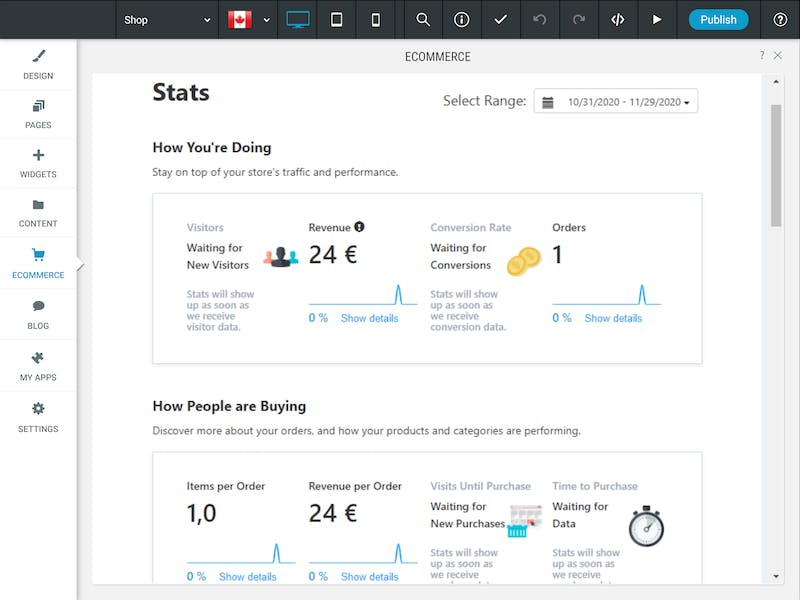 Shop
Publish
ECOMMERCE
?
DESIGN
PAGES
WIDGETS
CONTENT
ECOMMERCE
BLOG
MY APPS
SETTINGS
Stats
Select Range:
10/31/2020 - 11/29/2020
How You're Doing
Stay on top of your store's traffic and performance.
Visitors
Waiting for
New Visitors
Stats will show
up as soon as
we receive
visitor data.
Revenue
24 €
0 % Show details
Conversion Rate
Waiting for
Conversions
Stats will show
up as soon as
we receive
conversion data.
Orders
1
0 % Show details
How People are Buying
Discover more about your orders, and how your products and categories are performing.
Items per Order
1,0
0 % Show details
Revenue per Order
24 €
0 % Show details
Visits Until Purchase
Waiting for
New Purchases
Stats will show
up as soon as
we receive
Time to Purchase
Waiting for
Data
Stats will show
up as soon as
we receive